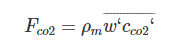 F_{co2} = ρ_m \overline{w‘c_{co2}‘}